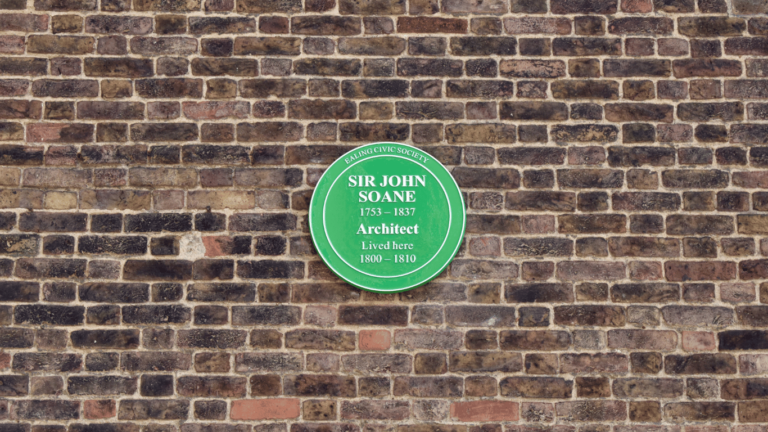 EALING CIVIC SOCIETY
SIR JOHN
SOANE
1753 – 1837
Architect
Lived here
1800 – 1810